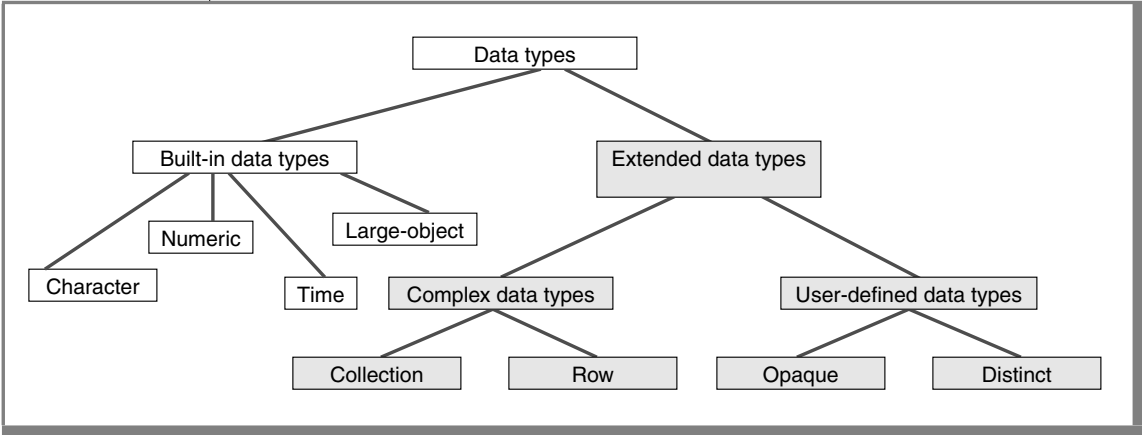 Data types
Built-in data types
Extended data types
Numeric
Large-object
Character
Time
Complex data types
User-defined data types
Collection
Row
Opaque
Distinct